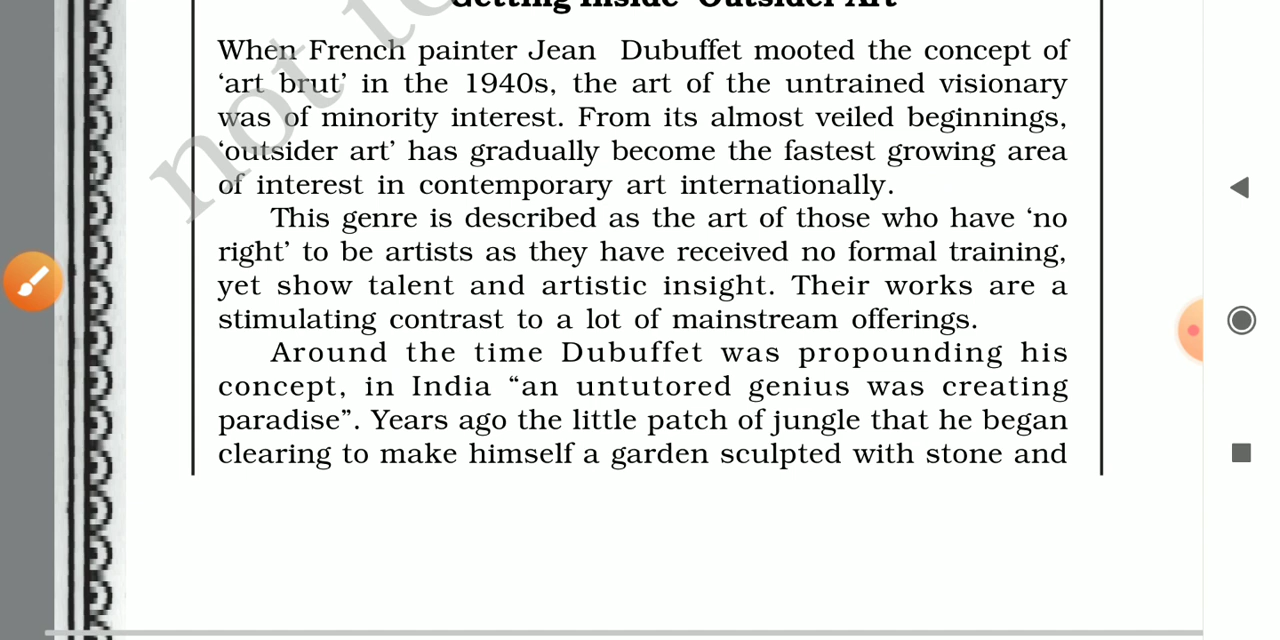 Getting Inside 'Outsider Art'
not to
When French painter Jean Dubuffet mooted the concept of
‘art brut’ in the 1940s, the art of the untrained visionary
was of minority interest. From its almost veiled beginnings,
‘outsider art’ has gradually become the fastest growing area
of interest in contemporary art internationally.
This genre is described as the art of those who have ‘no
right’ to be artists as they have received no formal training,
yet show talent and artistic insight. Their works are a
stimulating contrast to a lot of mainstream offerings.
Around the time Dubuffet was propounding his
concept, in India “an untutored genius was creating
paradise”. Years ago the little patch of jungle that he began
clearing to make himself a garden sculpted with stone and